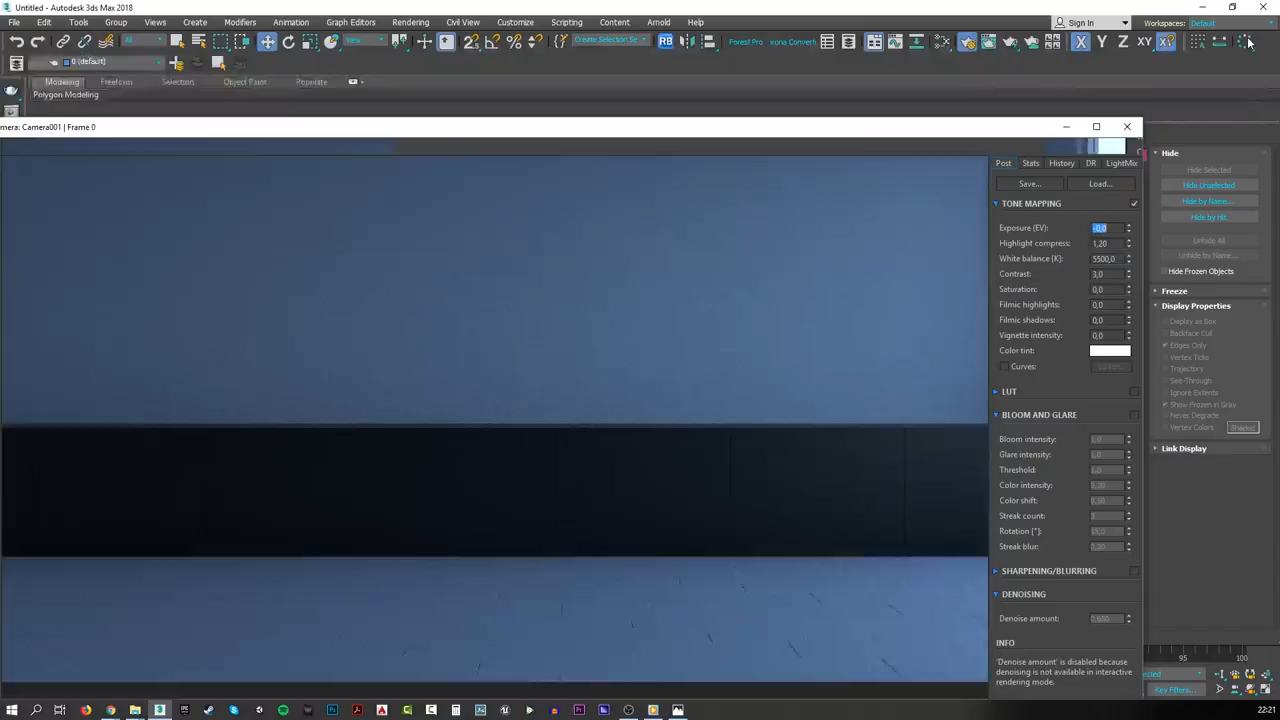 Untitled - Autodesk 3ds Max 2018
File Edit Tools Group Views Create Modifiers Animation Graph Editors Rendering Civil View Customize Scripting Content Arnold Help
Sign In
Workspaces: Default
All
View
Create Selection Se
RB
Forest Pro
rona Convert
X Y Z XY
0 (default)
Modeling Freeform Selection Object Paint Populate
Polygon Modeling
mera: Camera001 | Frame 0
Post Stats History DR LightMix
Save... Load...
TONE MAPPING
Exposure (EV): -0,0
Highlight compress: 1,20
White balance [K]: 5500,0
Contrast: 3,0
Saturation: 0,0
Filmic highlights: 0,0
Filmic shadows: 0,0
Vignette intensity: 0,0
Color tint:
Curves:
LUT
BLOOM AND GLARE
Bloom intensity: 1,0
Glare intensity: 1,0
Threshold: 1,0
Color intensity: 0,20
Color shift: 0,50
Streak count: 3
Rotation [°]: 15,0
Streak blur: 0,20
SHARPENING/BLURRING
DENOISING
Denoise amount: 0,650
INFO
'Denoise amount' is disabled because
denoising is not available in interactive
rendering mode.
Hide
Hide Selected
Hide Unselected
Hide by Name...
Hide by Hit
Unhide All
Unhide by Name...
Hide Frozen Objects
Freeze
Display Properties
Display as Box
Backface Cull
Edges Only
Vertex Ticks
Trajectory
See-Through
Ignore Extents
Show Frozen in Gray
Never Degrade
Vertex Colors Shaded
Link Display
95 100
lected
Key Filters...
22:21